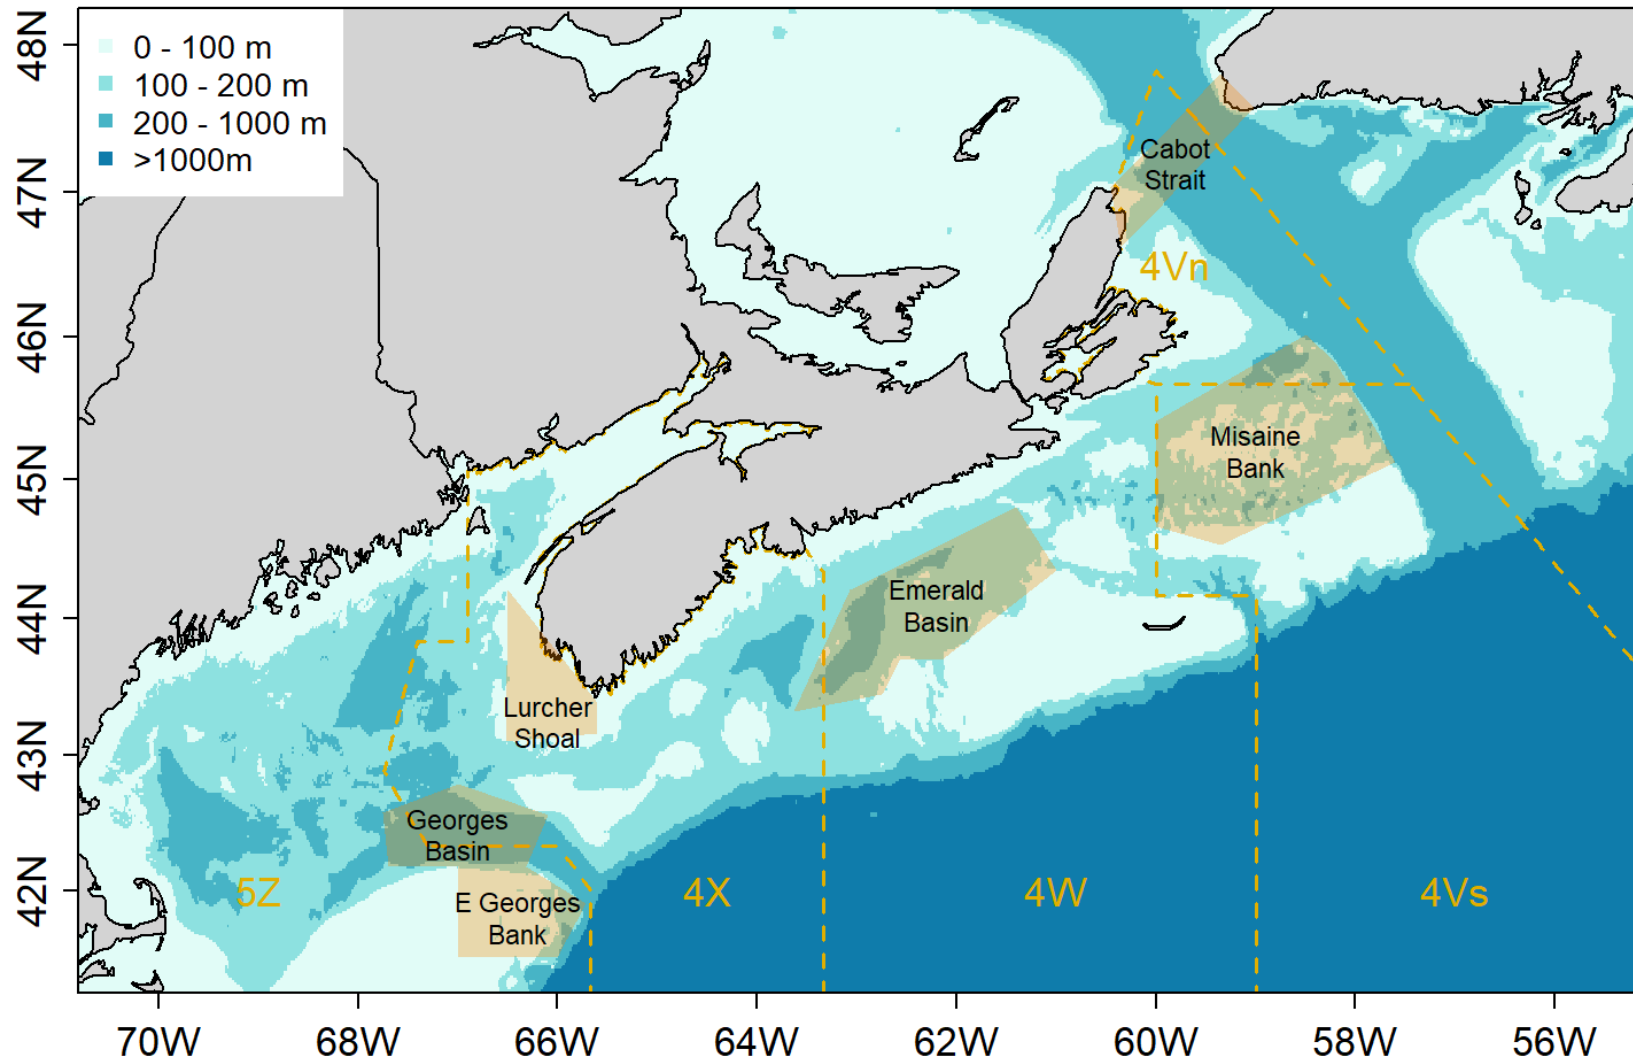 0 - 100 m
100 - 200 m
200 - 1000 m
>1000m
48N
47N
46N
45N
44N
43N
42N
Cabot
Strait
4Vn
Misaine
Bank
Emerald
Basin
Lurcher
Shoal
Georges
Basin
E Georges
Bank
5Z
4X
4W
4Vs
70W
68W
66W
64W
62W
60W
58W
56W